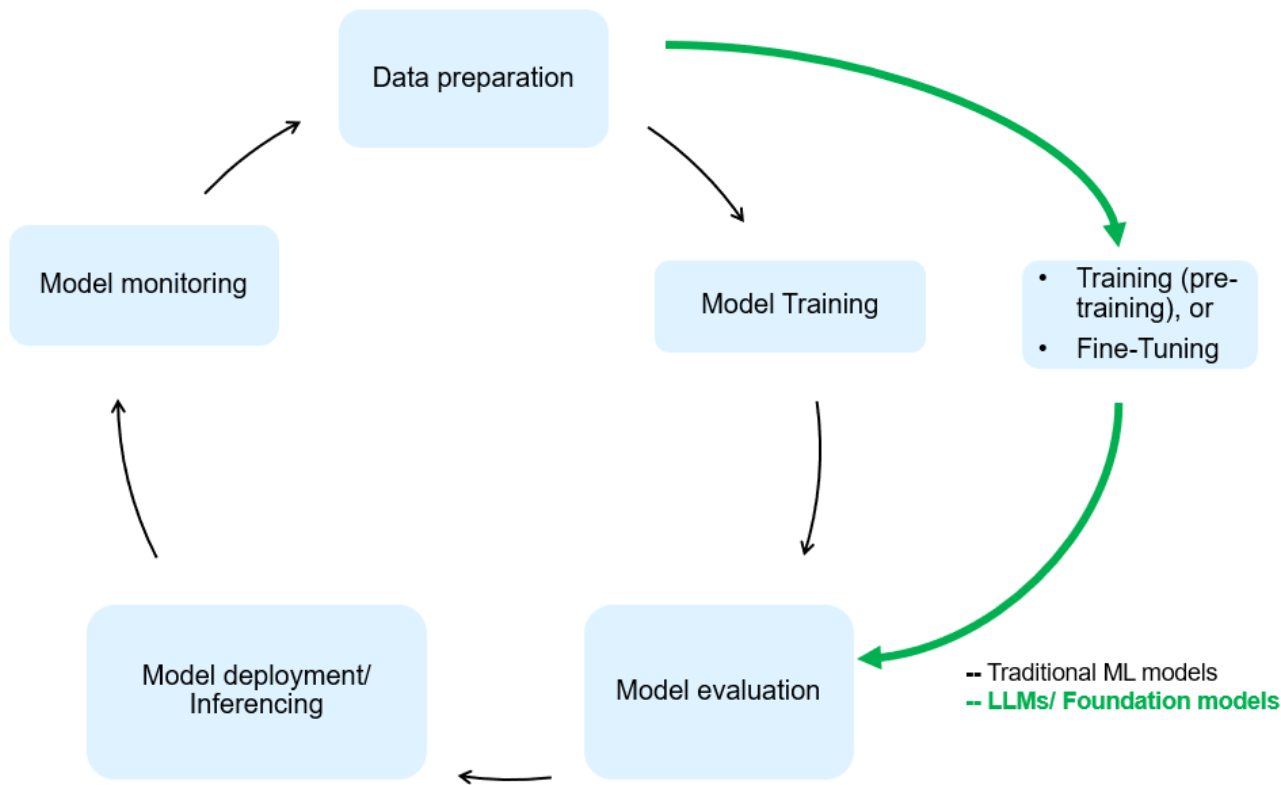 Data preparation
Model monitoring
Model Training
• Training (pre-
training), or
• Fine-Tuning
Model deployment/
Inferencing
Model evaluation
-- Traditional ML models
-- LLMs/ Foundation models